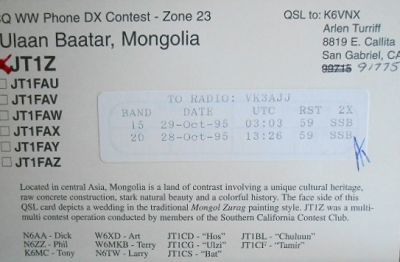 Q WW Phone DX Contest - Zone 23
Ulaan Baatar, Mongolia
JT1Z
JT1FAU
JT1FAV
JT1FAW
JT1FAX
JT1FAY
JT1FAZ
QSL to: K6VNX
Arlen Turriff
8819 E. Callita
San Gabriel, CA
99715 91775
TO RADIO: VK3AJJ
BAND DATE UTC RST 2X
15 29-Oct-95 03:03 59 SSB
20 28-Oct-95 13:26 59 SSB
Located in central Asia, Mongolia is a land of contrast involving a unique cultural heritage,
raw concrete construction, stark natural beauty and a colorful history. The face side of this
QSL card depicts a wedding in the traditional Mongol Zurag painting style. JT1Z was a multi-
multi contest operation conducted by members of the Southern California Contest Club.
N6AA - Dick W6XD - Art JT1CD - "Hos" JT1BL - "Chuluun"
N6ZZ - Phil W6MKB - Terry JT1CG - "Ulzi" JT1CF - "Tamir"
K6MC - Tony N6TW - Larry JT1CS - "Bat"